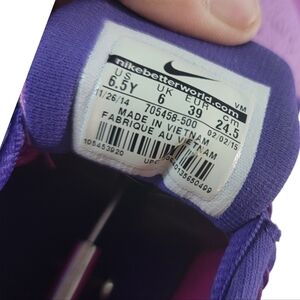 nikebetterworld.com
US UK EUR cm
6.5Y 6 39 24.5
11/26/14 02/02/15
705458-500
MADE IN VIETNAM
FABRIQUE AU VIETNAM
UPC